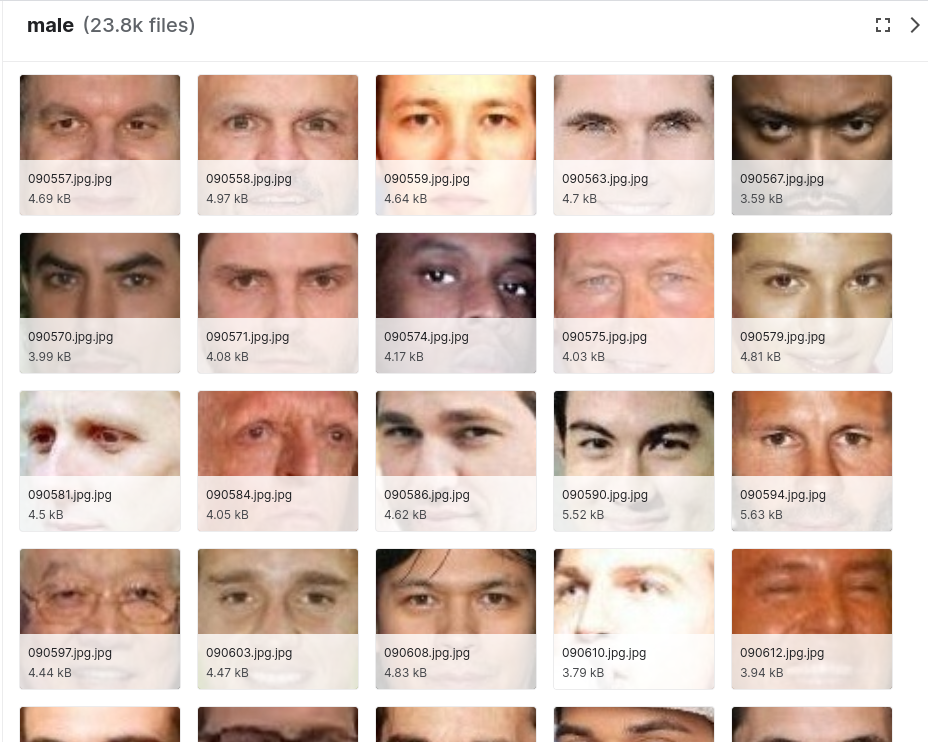 male (23.8k files)
090557.jpg.jpg
4.69 kB
090558.jpg.jpg
4.97 kB
090559.jpg.jpg
4.64 kB
090563.jpg.jpg
4.7 kB
090567.jpg.jpg
3.59 kB
090570.jpg.jpg
3.99 kB
090571.jpg.jpg
4.08 kB
090574.jpg.jpg
4.17 kB
090575.jpg.jpg
4.03 kB
090579.jpg.jpg
4.81 kB
090581.jpg.jpg
4.5 kB
090584.jpg.jpg
4.05 kB
090586.jpg.jpg
4.62 kB
090590.jpg.jpg
5.52 kB
090594.jpg.jpg
5.63 kB
090597.jpg.jpg
4.44 kB
090603.jpg.jpg
4.47 kB
090608.jpg.jpg
4.83 kB
090610.jpg.jpg
3.79 kB
090612.jpg.jpg
3.94 kB